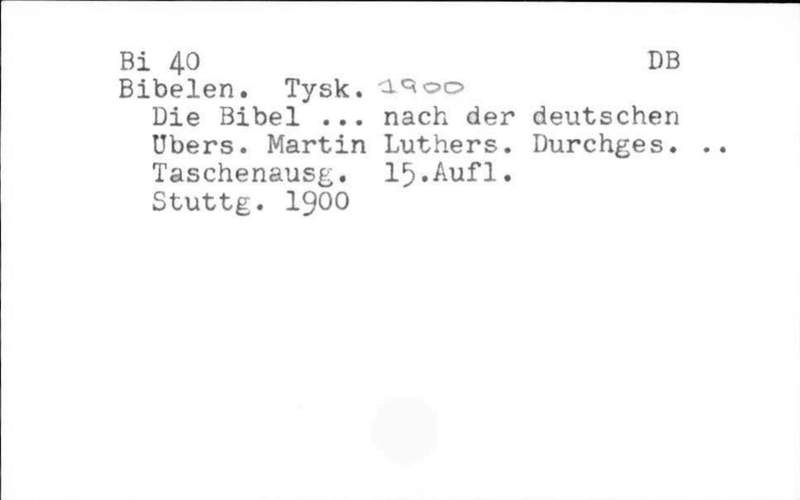 Bi 40 DB
Bibelen. Tysk. 1900
Die Bibel ... nach der deutschen
Übers. Martin Luthers. Durchges. ..
Taschenausg. 15.Aufl.
Stuttg. 1900